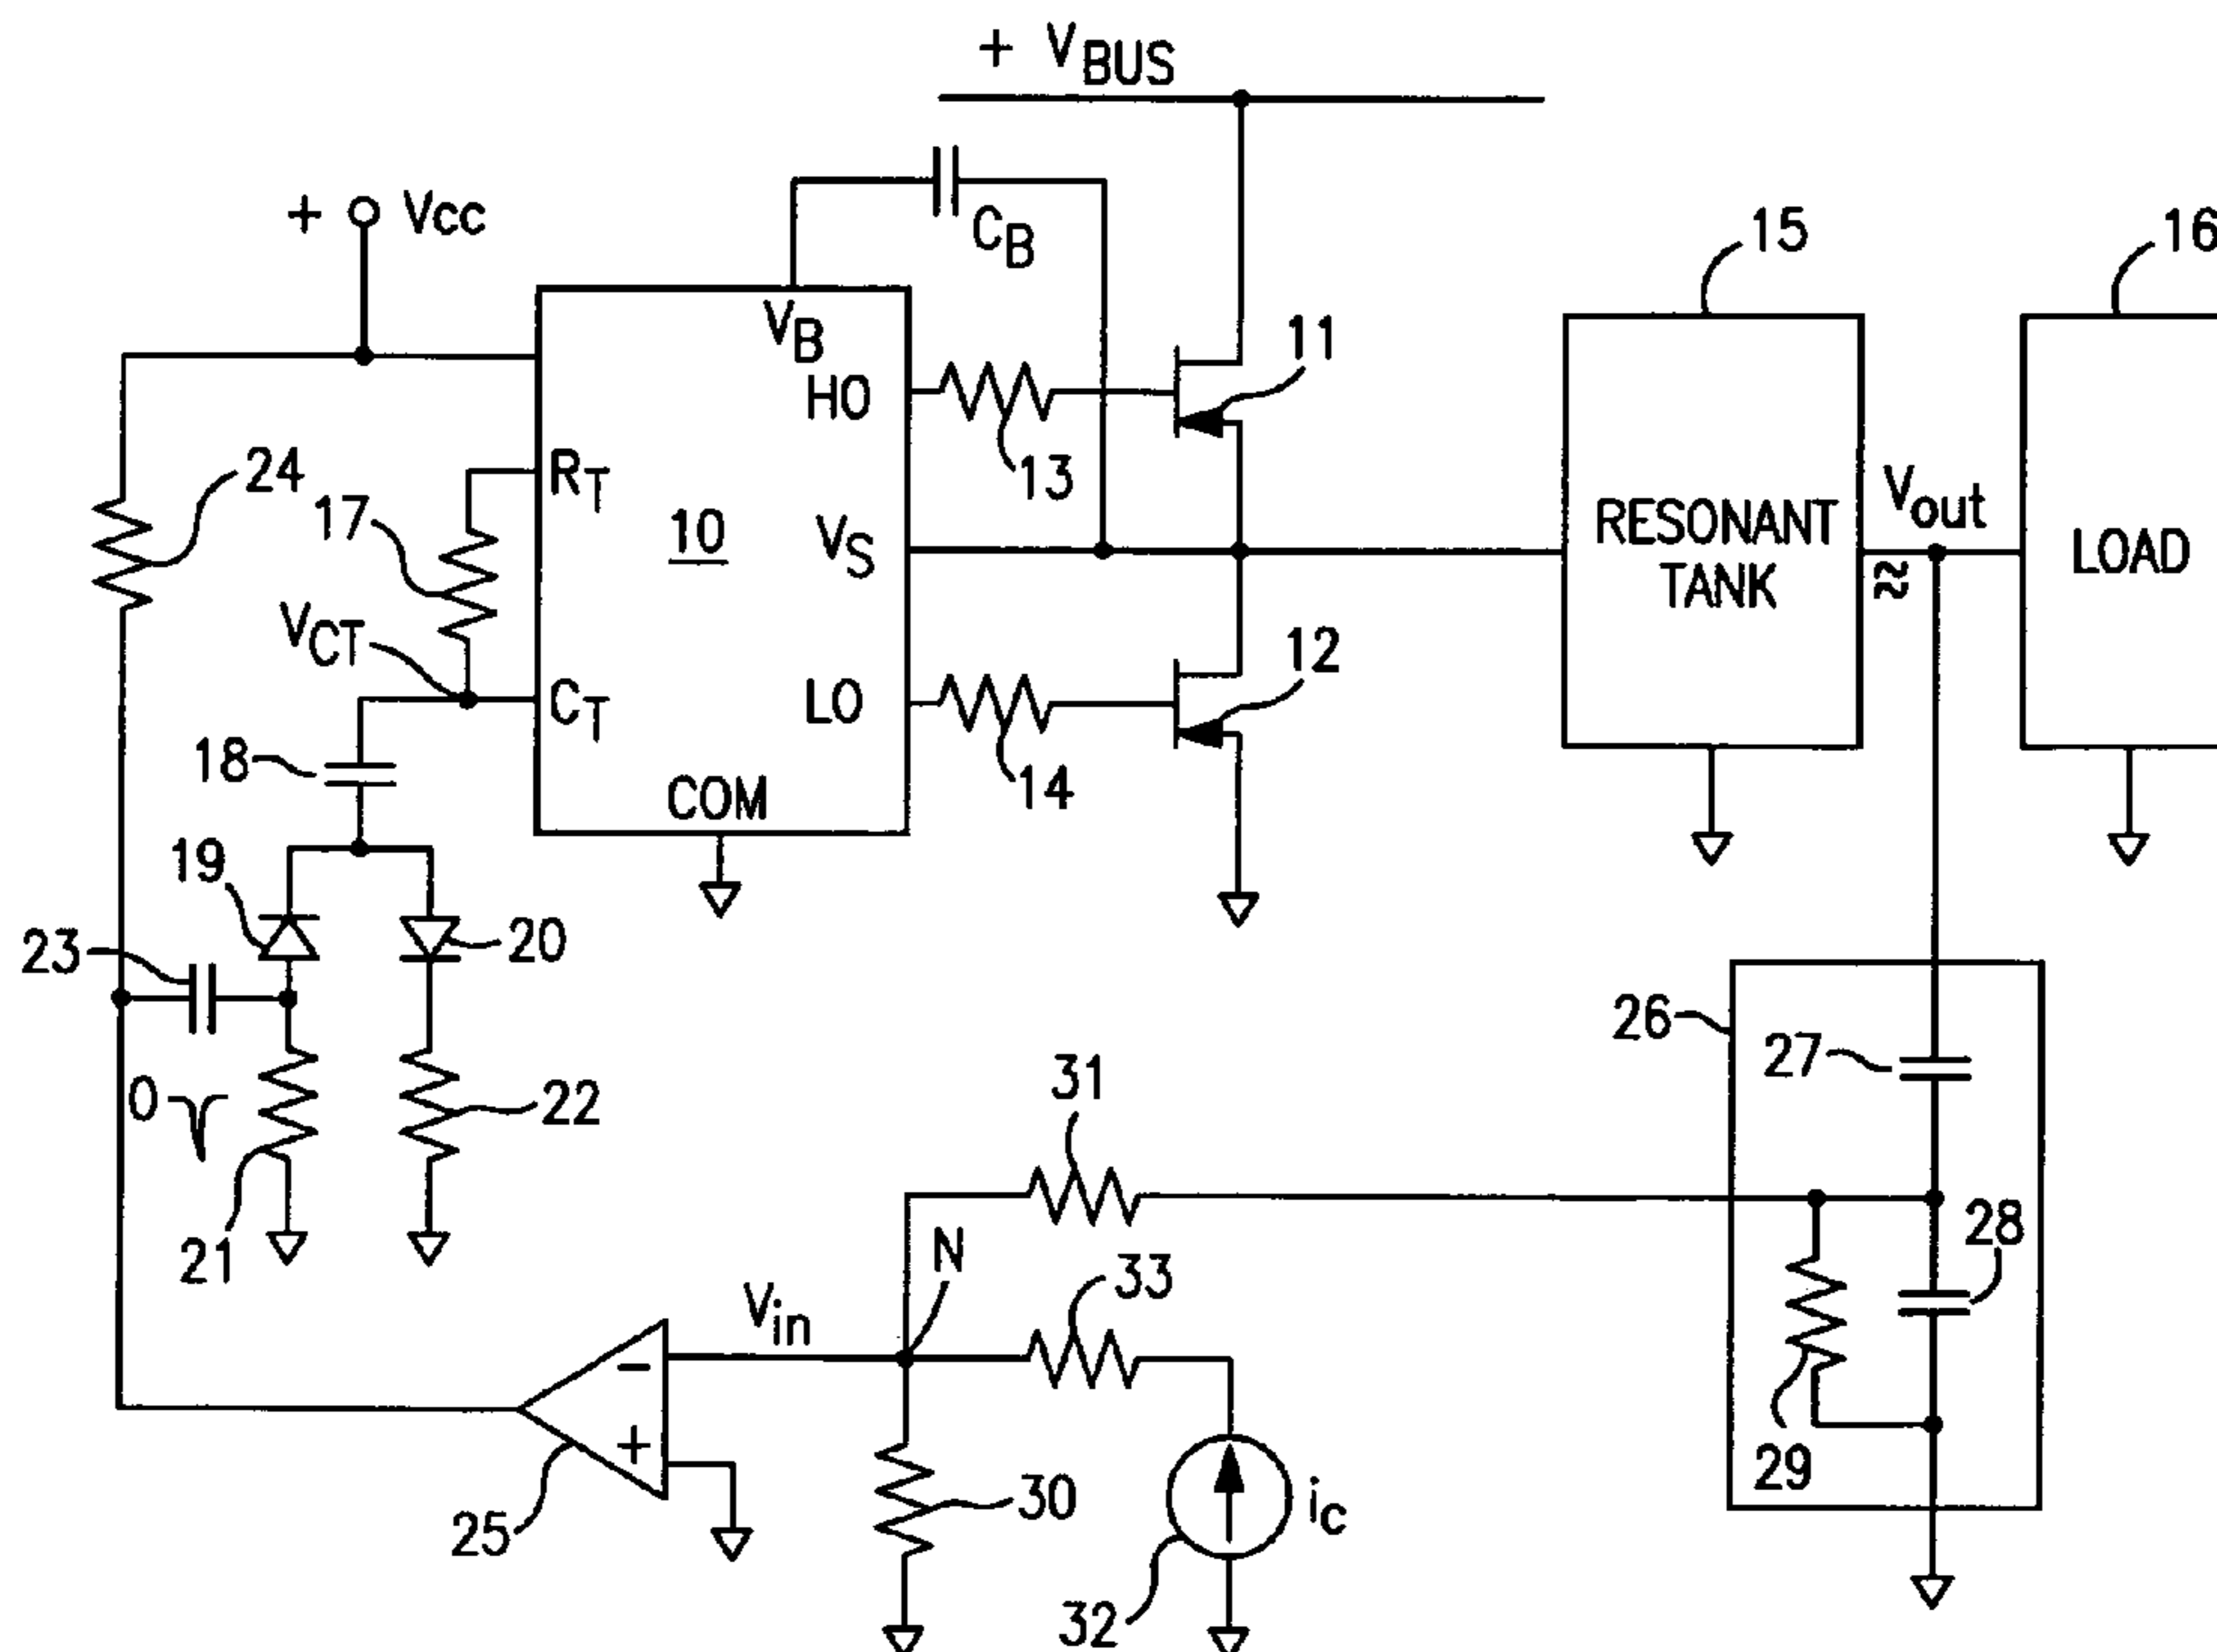 + VBUS
+ Vcc
CB
15
16
VB
HO
11
13
24
17
RT
10
VS
RESONANT
TANK
Vout
≈
LOAD
VCT
CT
LO
12
18
COM
14
19
23
20
26
27
O
22
31
21
N
33
28
Vin
−
+
25
30
ic
29
32